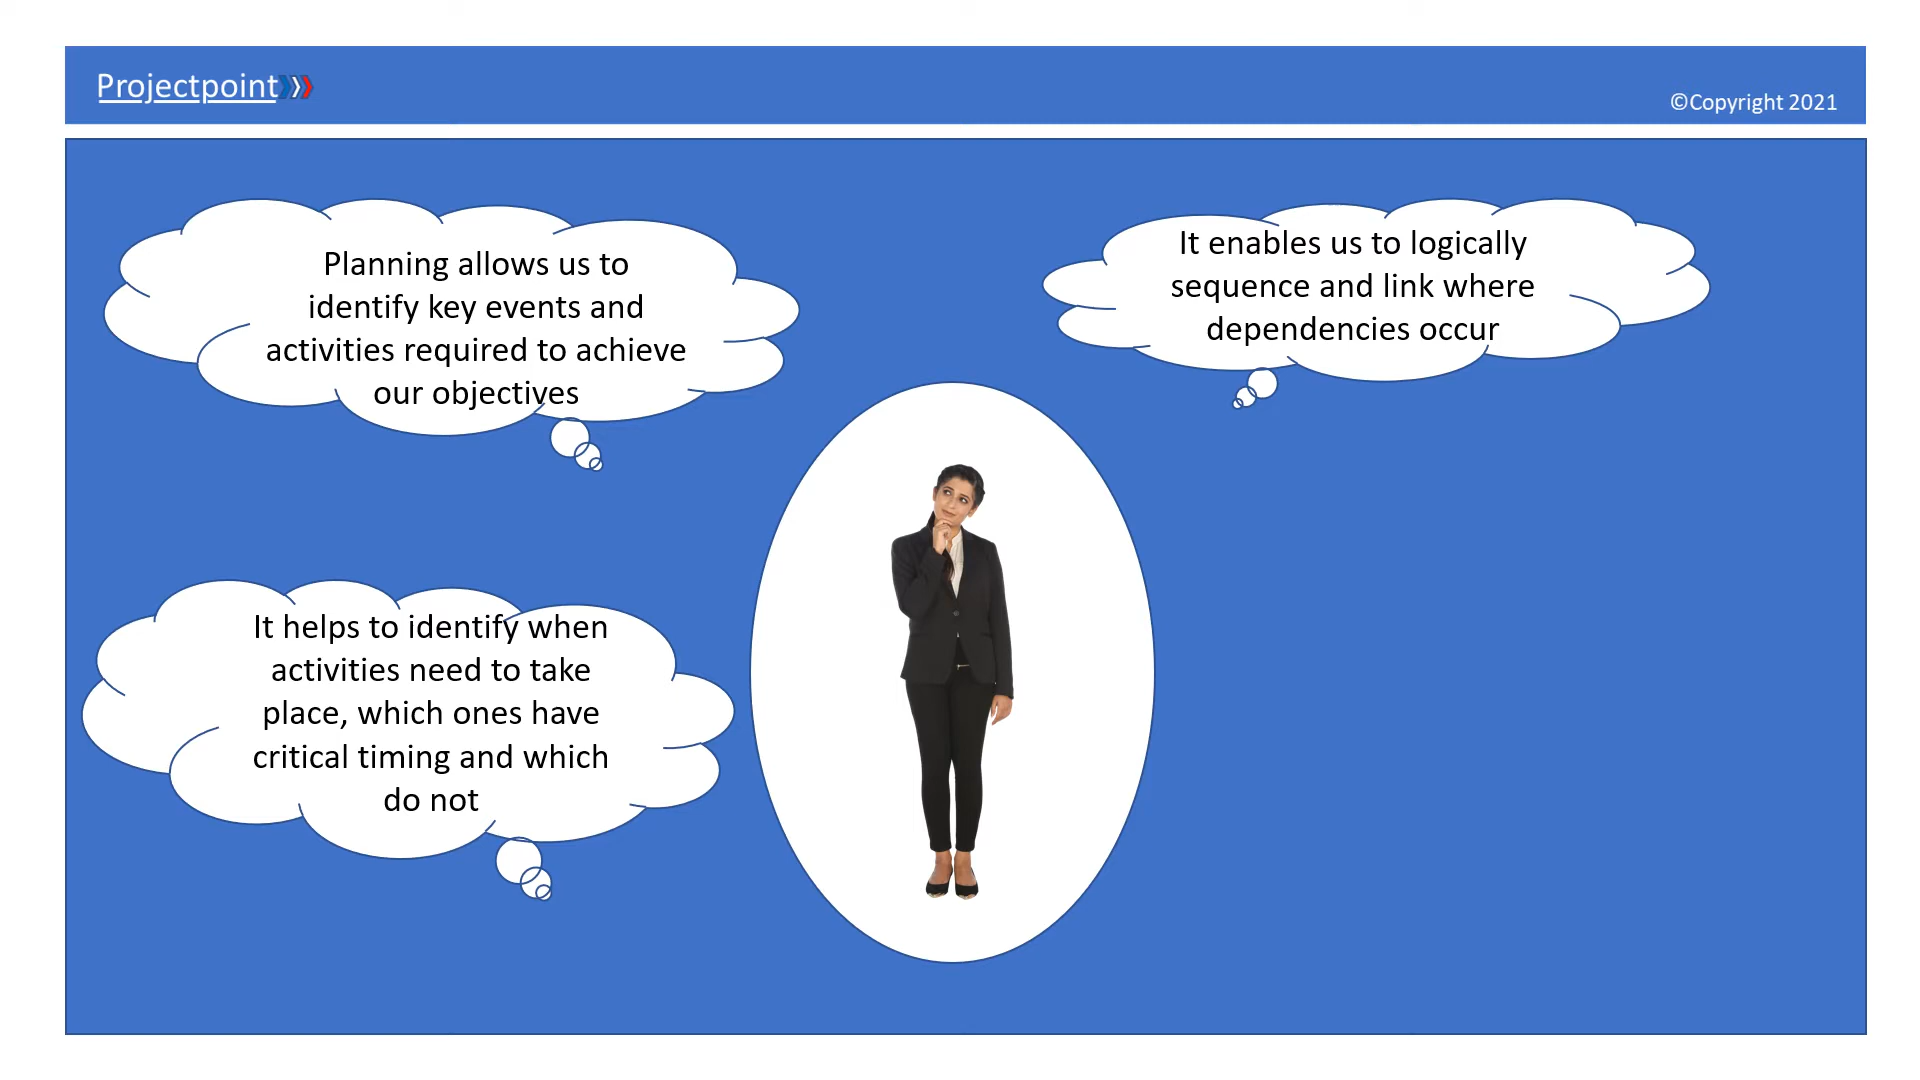 Projectpoint
©Copyright 2021
Planning allows us to
identify key events and
activities required to achieve
our objectives
It enables us to logically
sequence and link where
dependencies occur
It helps to identify when
activities need to take
place, which ones have
critical timing and which
do not